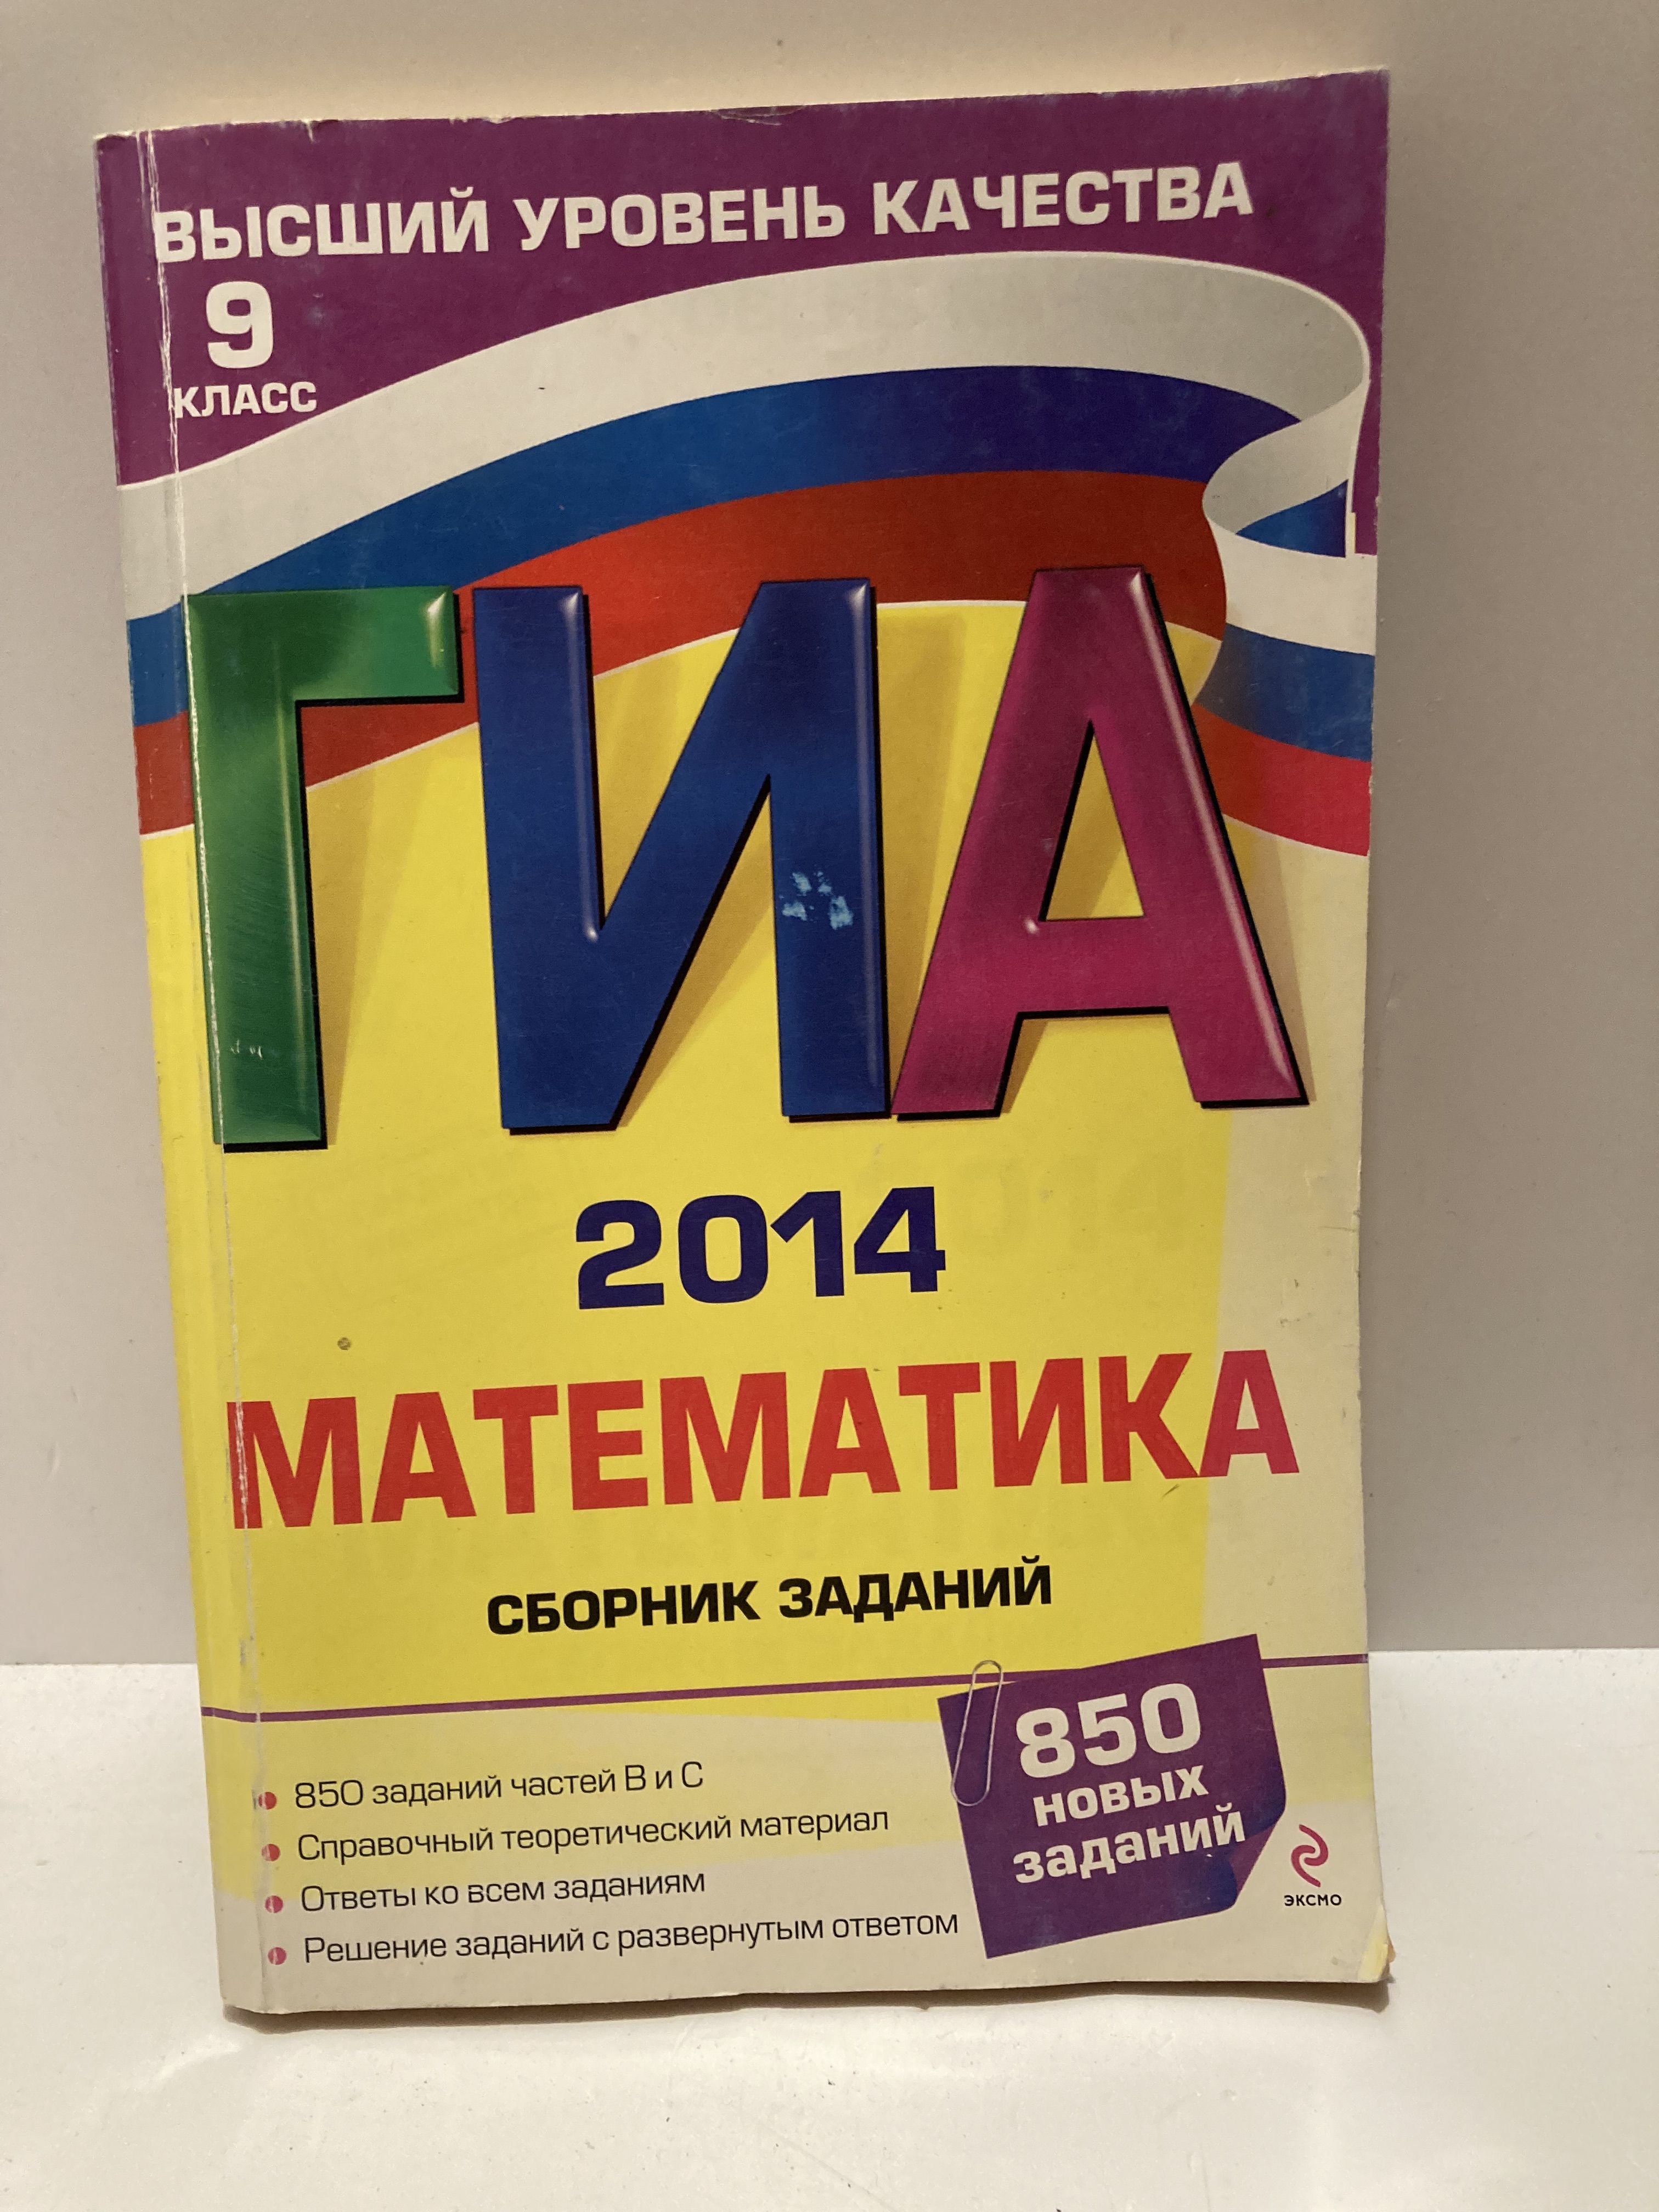 ВЫСШИЙ УРОВЕНЬ КАЧЕСТВА
9
КЛАСС
ГИА
2014
МАТЕМАТИКА
СБОРНИК ЗАДАНИЙ
850
новых
заданий
• 850 заданий частей В и С
• Справочный теоретический материал
• Ответы ко всем заданиям
• Решение заданий с развернутым ответом
ЭКСМО